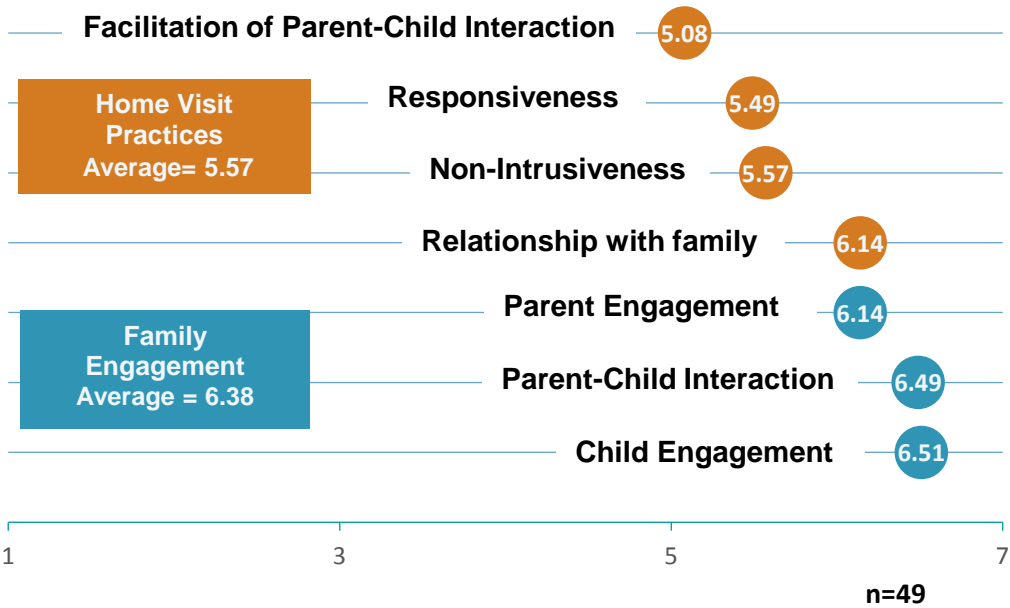 Facilitation of Parent-Child Interaction
5.08
Home Visit
Practices
Average= 5.57
Responsiveness
5.49
Non-Intrusiveness
5.57
Relationship with family
6.14
Parent Engagement
6.14
Family
Engagement
Average = 6.38
Parent-Child Interaction
6.49
Child Engagement
6.51
1
3
5
7
n=49